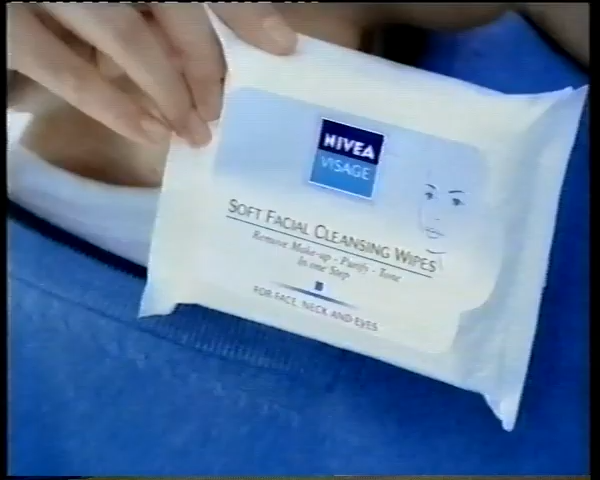 NIVEA
VISAGE
SOFT FACIAL CLEANSING WIPES
Remove Make-up - Purify - Tone
In one Step
FOR FACE, NECK AND EYES